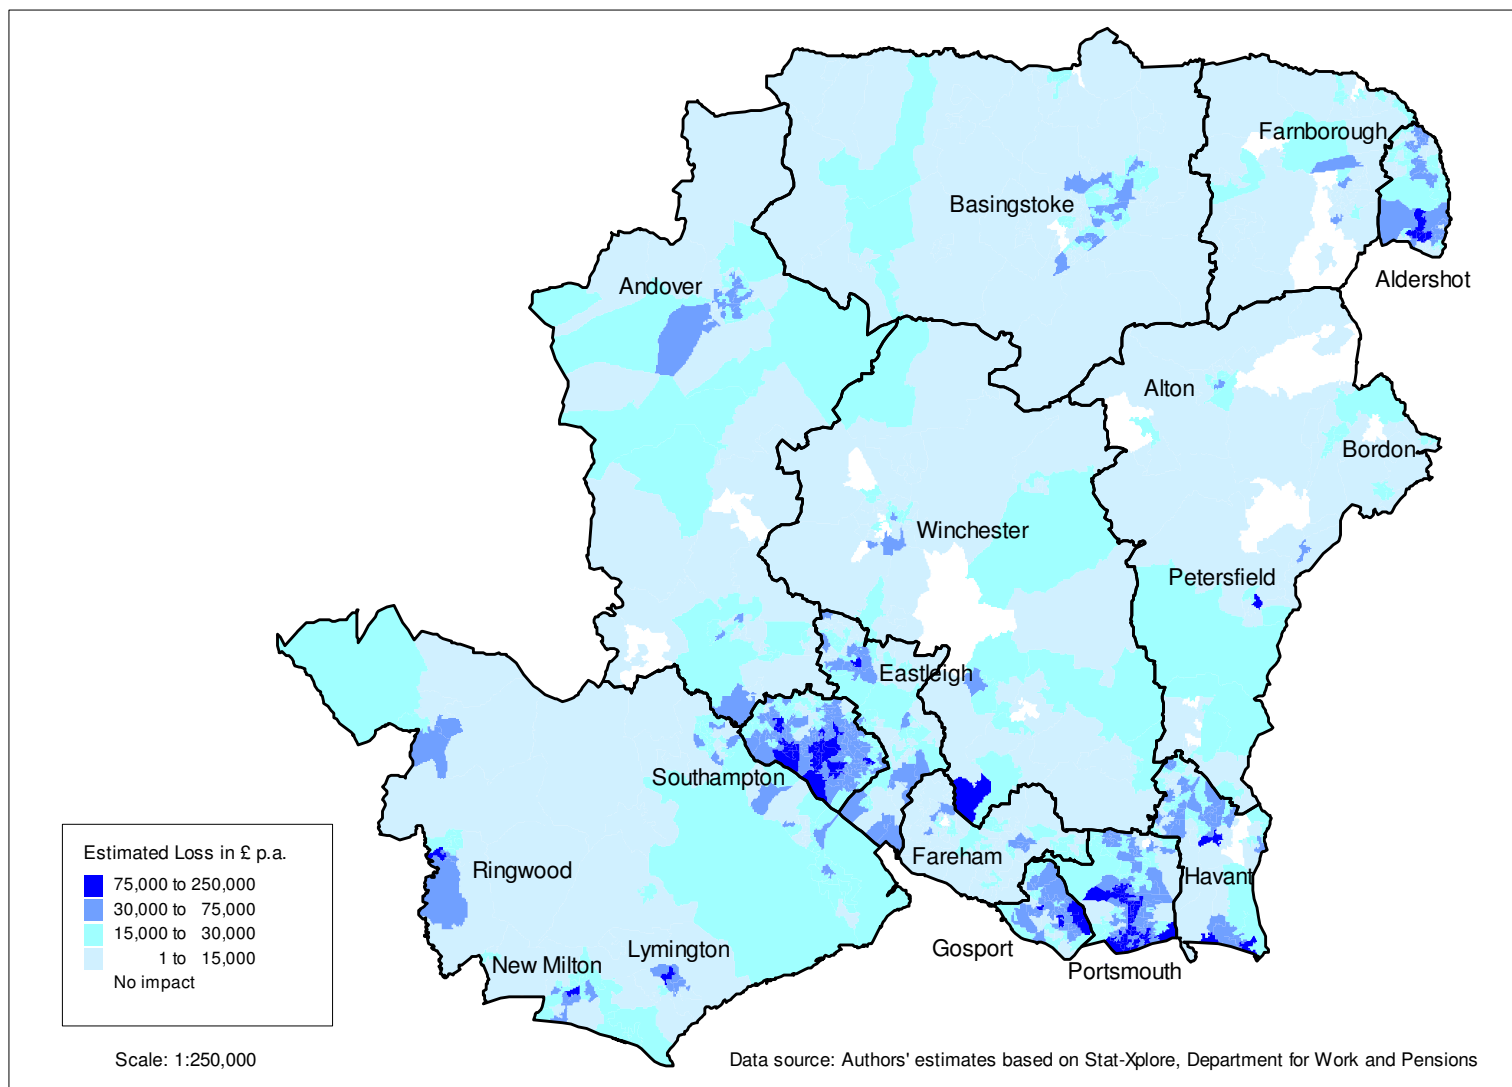 Farnborough
Basingstoke
Aldershot
Andover
Alton
Bordon
Winchester
Petersfield
Eastleigh
Southampton
Fareham
Havant
Ringwood
Gosport
Lymington
New Milton
Portsmouth
Estimated Loss in £ p.a.
75,000 to 250,000
30,000 to 75,000
15,000 to 30,000
1 to 15,000
No impact
Scale: 1:250,000
Data source: Authors' estimates based on Stat-Xplore, Department for Work and Pensions